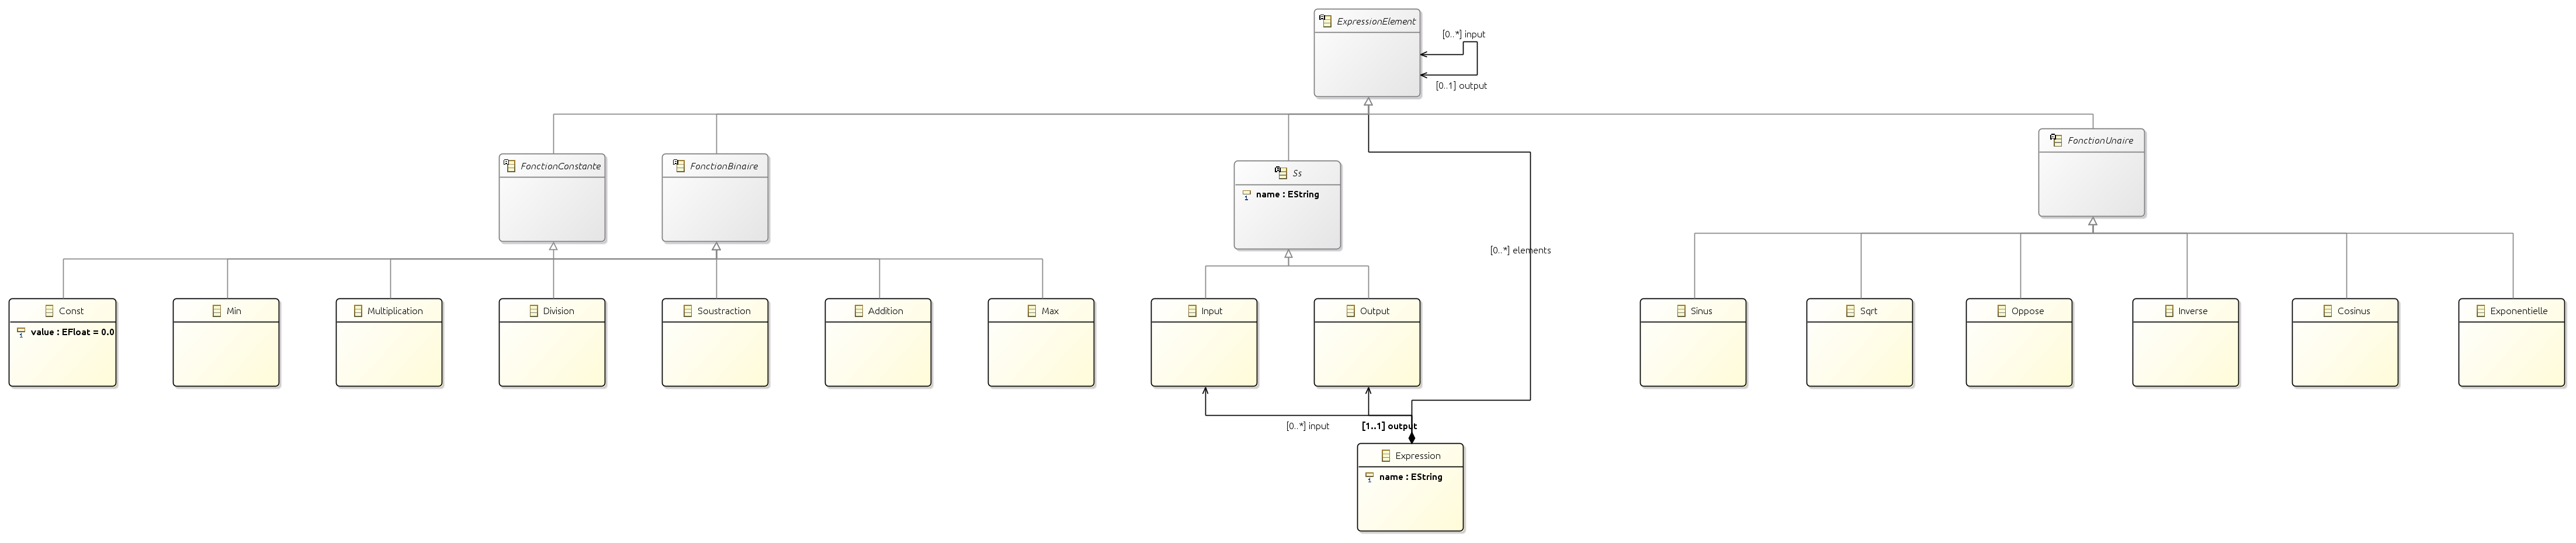 ExpressionElement
[0..*] input
[0..1] output
FonctionConstante
FonctionBinaire
Ss
name : EString
FonctionUnaire
[0..*] elements
Const
value : EFloat = 0.0
Min
Multiplication
Division
Soustraction
Addition
Max
Input
Output
Sinus
Sqrt
Oppose
Inverse
Cosinus
Exponentielle
[0..*] input
[1..1] output
Expression
name : EString